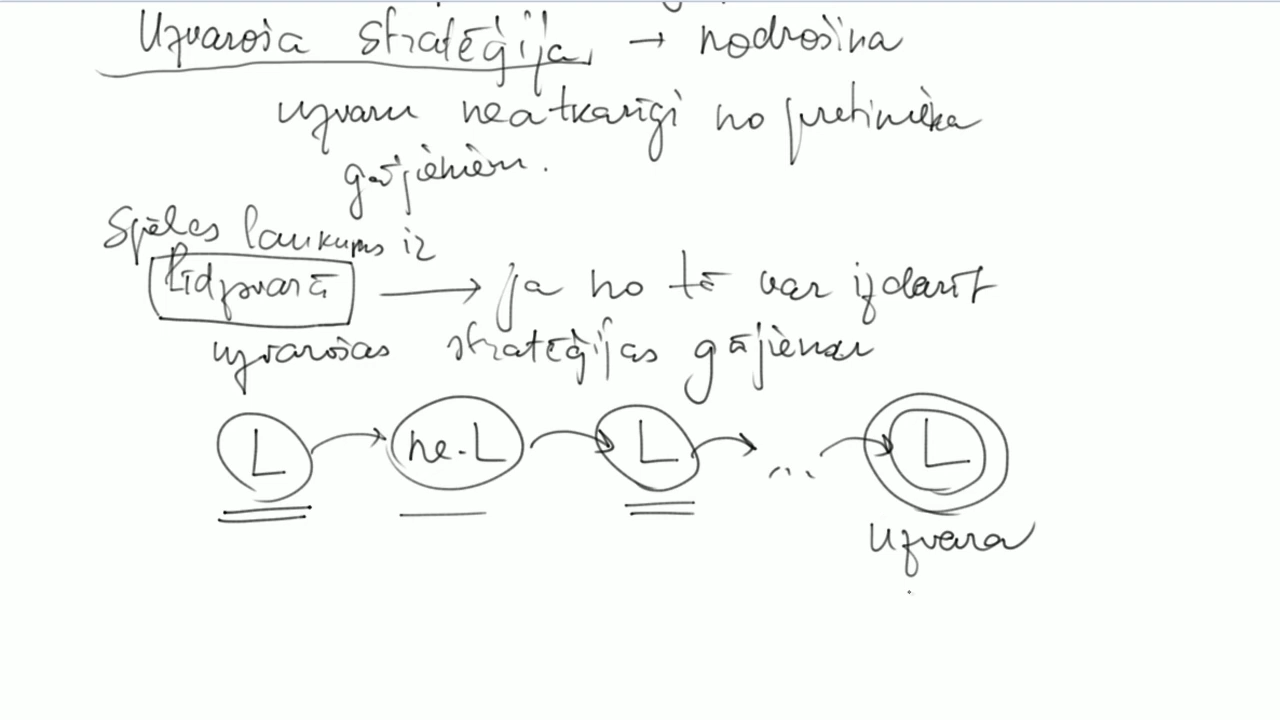 Uzvaroša stratēģija → nodrošina
uzvaru neatkarīgi no pretinieka
gājieniem.
Spēles laukums ir
līdzsvarā → ja no tā var izdarīt
uzvarošas stratēģijas gājienu
L ne-L L ... L
Uzvara